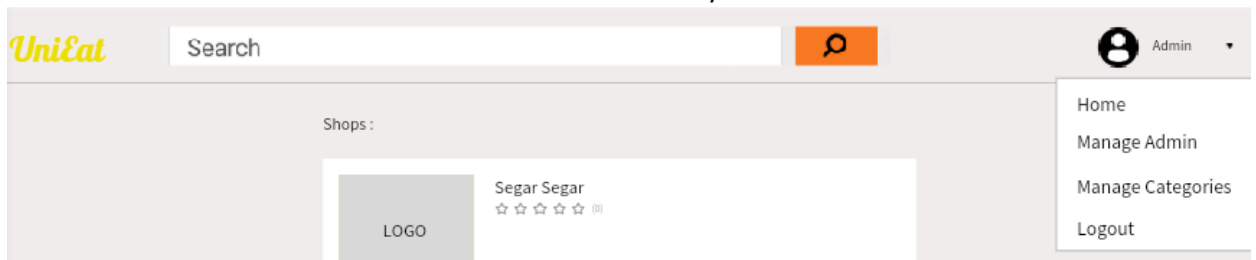 UniEat
Search
Admin
Home
Manage Admin
Manage Categories
Logout
Shops :
Segar Segar
(0)
LOGO